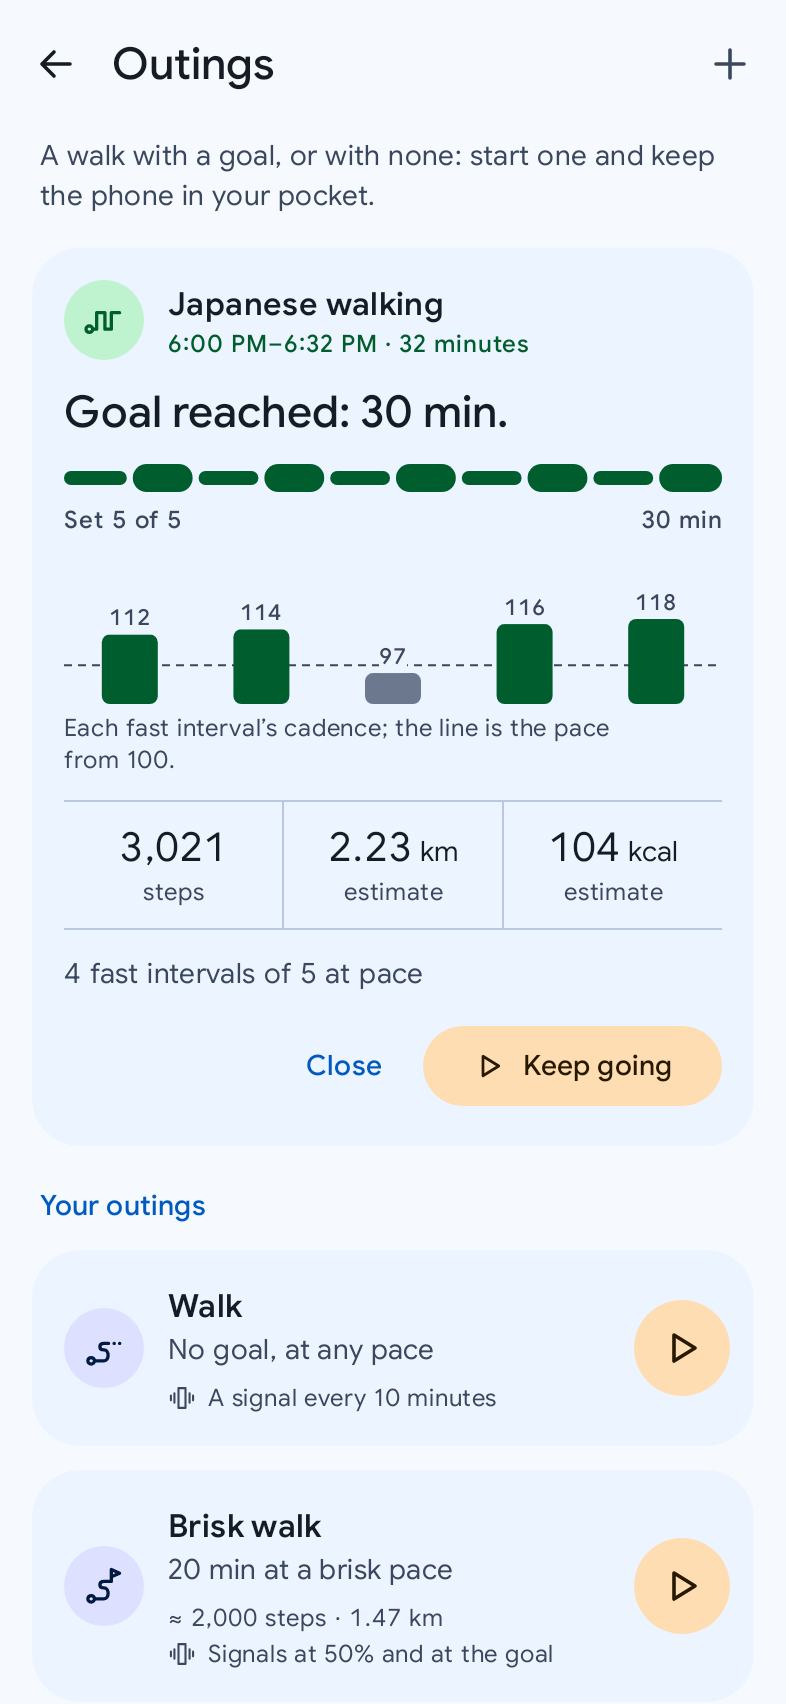 Outings
A walk with a goal, or with none: start one and keep
the phone in your pocket.
Japanese walking
6:00 PM–6:32 PM · 32 minutes
Goal reached: 30 min.
Set 5 of 5
30 min
112
114
97
116
118
Each fast interval’s cadence; the line is the pace
from 100.
3,021
steps
2.23 km
estimate
104 kcal
estimate
4 fast intervals of 5 at pace
Close
Keep going
Your outings
Walk
No goal, at any pace
A signal every 10 minutes
Brisk walk
20 min at a brisk pace
≈ 2,000 steps · 1.47 km
Signals at 50% and at the goal